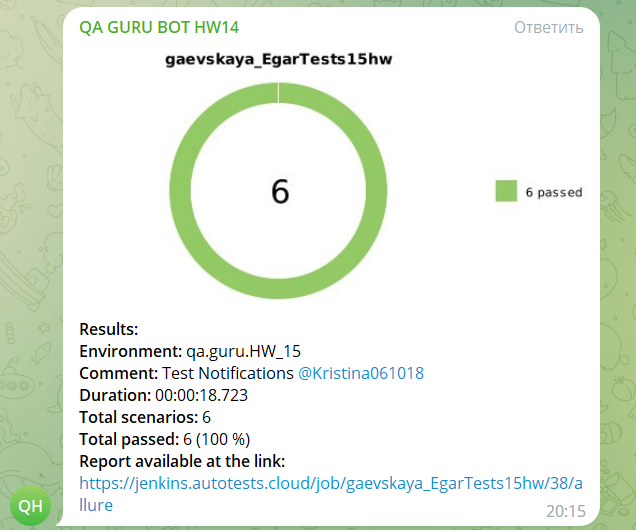 QA GURU BOT HW14
Ответить
gaevskaya_EgarTests15hw
6
6 passed
Results:
Environment: qa.guru.HW_15
Comment: Test Notifications @Kristina061018
Duration: 00:00:18.723
Total scenarios: 6
Total passed: 6 (100 %)
Report available at the link:
https://jenkins.autotests.cloud/job/gaevskaya_EgarTests15hw/38/a
llure
20:15
QH